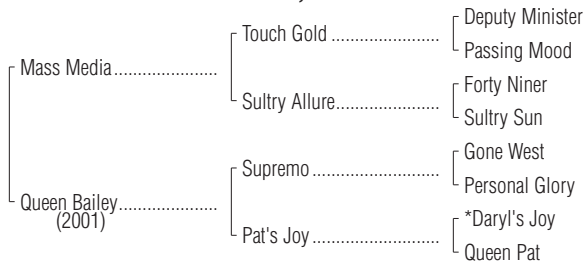 Deputy Minister
Touch Gold ......................
Passing Mood
Mass Media.....................
Forty Niner
Sultry Allure.....................
Sultry Sun
Gone West
Supremo .........................
Personal Glory
Queen Bailey....................
(2001)
*Daryl's Joy
Pat's Joy .........................
Queen Pat